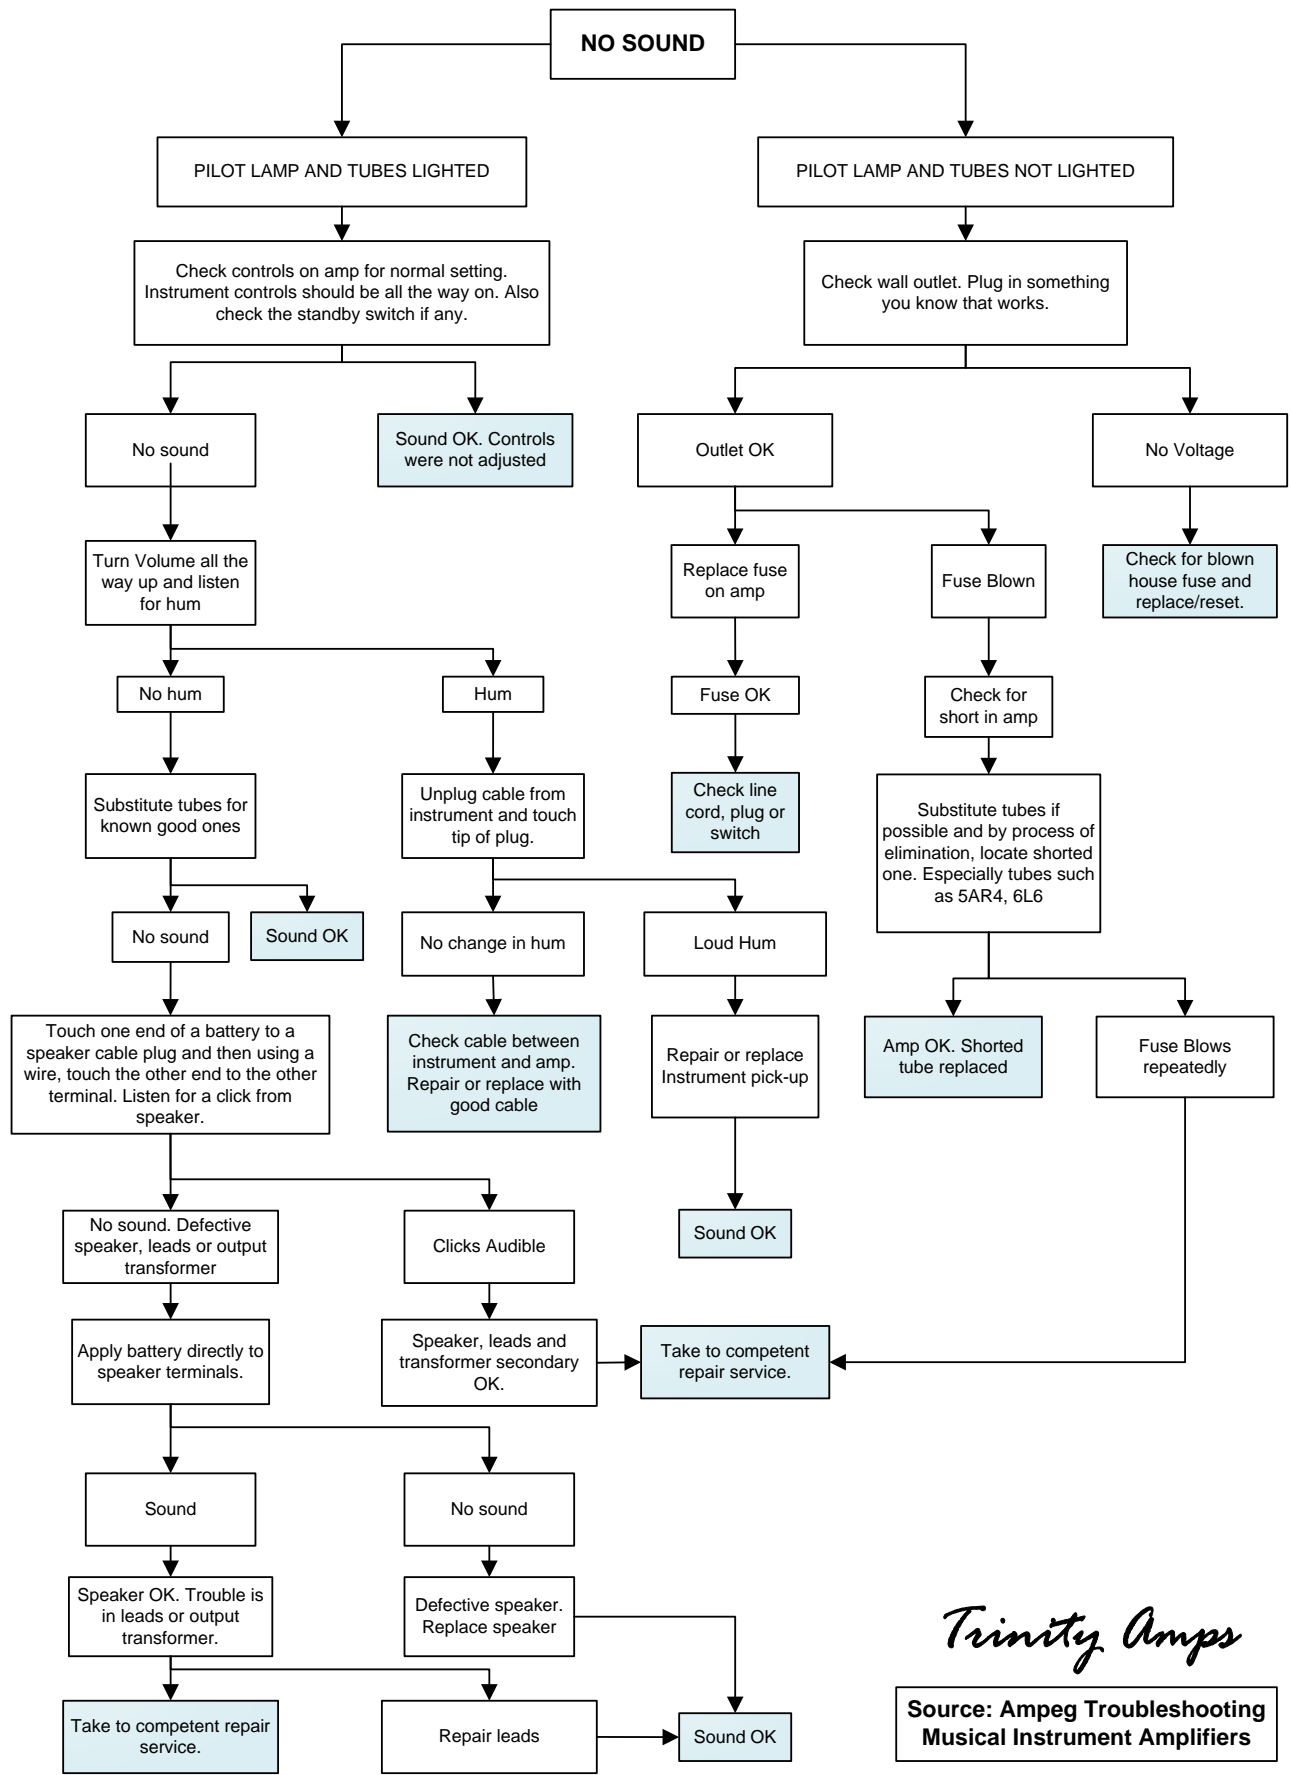 NO SOUND
PILOT LAMP AND TUBES LIGHTED
PILOT LAMP AND TUBES NOT LIGHTED
Check controls on amp for normal setting.
Instrument controls should be all the way on. Also
check the standby switch if any.
Check wall outlet. Plug in something
you know that works.
No sound
Sound OK. Controls
were not adjusted
Outlet OK
No Voltage
Turn Volume all the
way up and listen
for hum
Replace fuse
on amp
Fuse Blown
Check for blown
house fuse and
replace/reset.
No hum
Hum
Fuse OK
Check for
short in amp
Substitute tubes for
known good ones
Unplug cable from
instrument and touch
tip of plug.
Check line
cord, plug or
switch
Substitute tubes if
possible and by process of
elimination, locate shorted
one. Especially tubes such
as 5AR4, 6L6
No sound
Sound OK
No change in hum
Loud Hum
Touch one end of a battery to a
speaker cable plug and then using a
wire, touch the other end to the other
terminal. Listen for a click from
speaker.
Check cable between
instrument and amp.
Repair or replace with
good cable
Repair or replace
Instrument pick-up
Amp OK. Shorted
tube replaced
Fuse Blows
repeatedly
No sound. Defective
speaker, leads or output
transformer
Clicks Audible
Sound OK
Apply battery directly to
speaker terminals.
Speaker, leads and
transformer secondary
OK.
Take to competent
repair service.
Sound
No sound
Speaker OK. Trouble is
in leads or output
transformer.
Defective speaker.
Replace speaker
Trinity Amps
Take to competent repair
service.
Repair leads
Sound OK
Source: Ampeg Troubleshooting
Musical Instrument Amplifiers